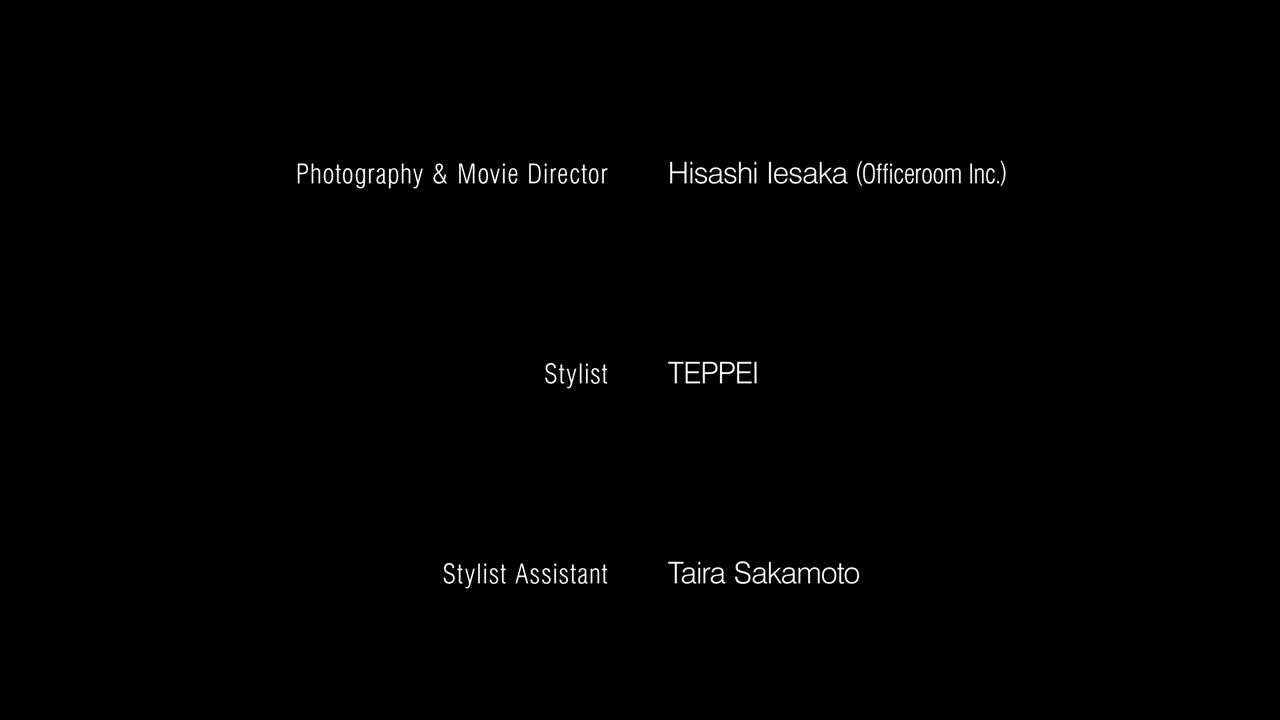 Photography & Movie Director Hisashi Iesaka (Officeroom Inc.)
Stylist TEPPEI
Stylist Assistant Taira Sakamoto